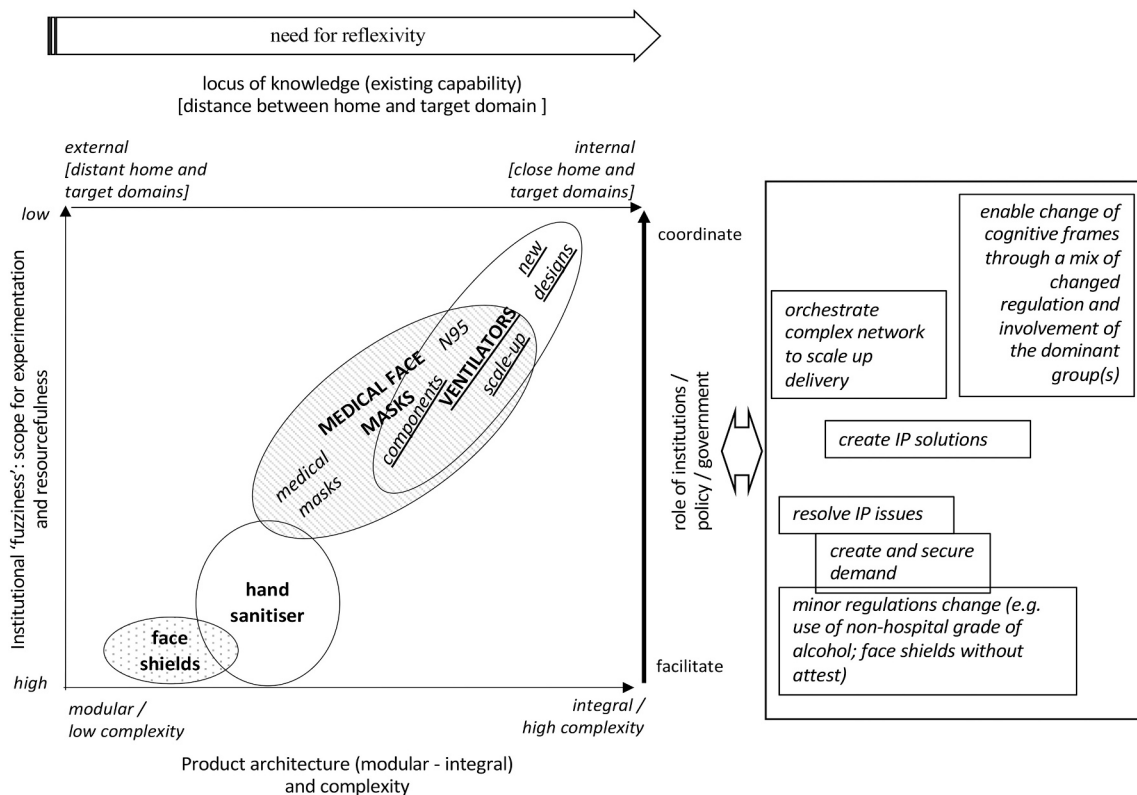 need for reflexivity
locus of knowledge (existing capability)
[distance between home and target domain ]
external
[distant home and
target domains]
internal
[close home and
target domains]
low
high
Institutional 'fuzziness': scope for experimentation
and resourcefulness
new
designs
N95
VENTILATORS
scale-up
MEDICAL FACE
MASKS
components
medical
masks
hand
sanitiser
face
shields
modular /
low complexity
integral /
high complexity
Product architecture (modular - integral)
and complexity
coordinate
facilitate
role of institutions /
policy / government
enable change of
cognitive frames
through a mix of
changed
regulation and
involvement of
the dominant
group(s)
orchestrate
complex network
to scale up
delivery
create IP solutions
resolve IP issues
create and secure
demand
minor regulations change (e.g.
use of non-hospital grade of
alcohol; face shields without
attest)